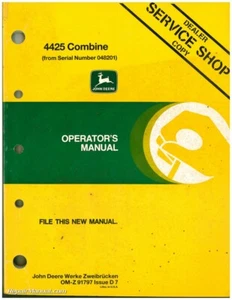 4425 Combine
(from Serial Number 048201)
DEALER
SERVICE SHOP
COPY
JOHN DEERE
OPERATOR'S
MANUAL
FILE THIS NEW MANUAL.
John Deere Werke Zweibrücken
OM-Z 91797 Issue D 7